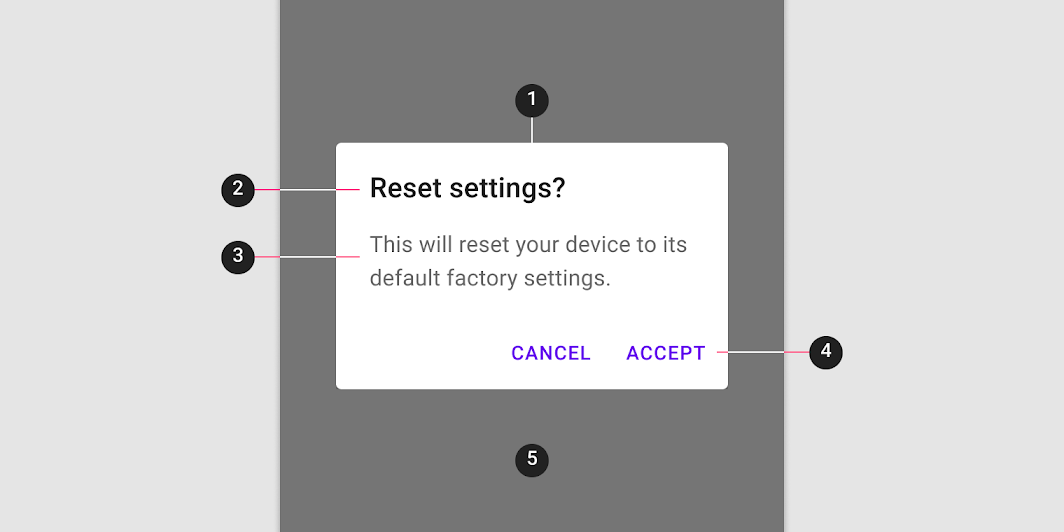 1
2
Reset settings?
3
This will reset your device to its
default factory settings.
CANCEL ACCEPT
4
5